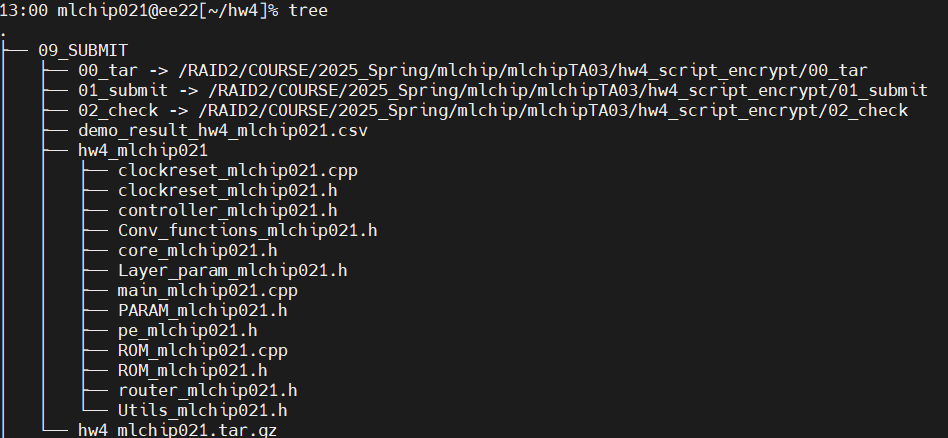 13:00 mlchip021@ee22[~/hw4]% tree
.
├── 09_SUBMIT
│   ├── 00_tar -> /RAID2/COURSE/2025_Spring/mlchip/mlchipTA03/hw4_script_encrypt/00_tar
│   ├── 01_submit -> /RAID2/COURSE/2025_Spring/mlchip/mlchipTA03/hw4_script_encrypt/01_submit
│   ├── 02_check -> /RAID2/COURSE/2025_Spring/mlchip/mlchipTA03/hw4_script_encrypt/02_check
│   ├── demo_result_hw4_mlchip021.csv
│   ├── hw4_mlchip021
│   │   ├── clockreset_mlchip021.cpp
│   │   ├── clockreset_mlchip021.h
│   │   ├── controller_mlchip021.h
│   │   ├── Conv_functions_mlchip021.h
│   │   ├── core_mlchip021.h
│   │   ├── Layer_param_mlchip021.h
│   │   ├── main_mlchip021.cpp
│   │   ├── PARAM_mlchip021.h
│   │   ├── pe_mlchip021.h
│   │   ├── ROM_mlchip021.cpp
│   │   ├── ROM_mlchip021.h
│   │   ├── router_mlchip021.h
│   │   └── Utils_mlchip021.h
│   └── hw4_mlchip021.tar.gz